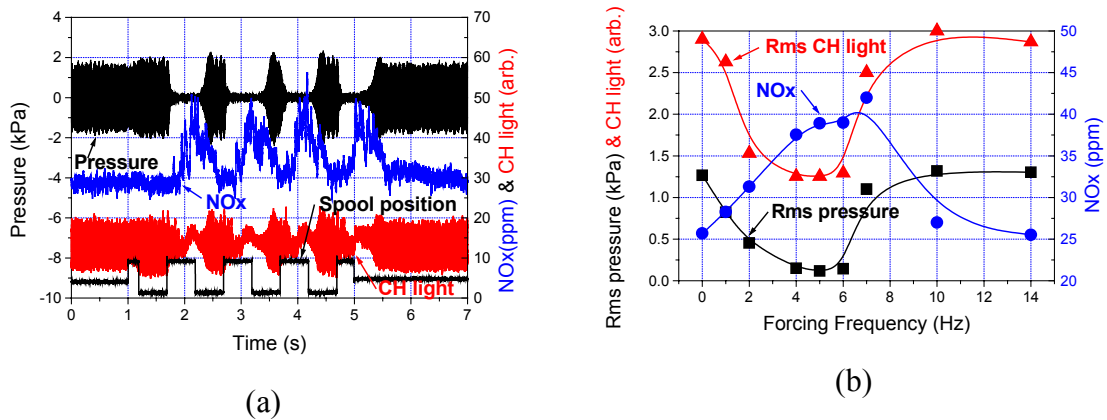 4
2
0
-2
-4
-6
-8
-10
Pressure (kPa)
70
60
50
40
30
20
10
0
NOx(ppm) & CH light (arb.)
Pressure
NOx
Spool position
CH light
0 1 2 3 4 5 6 7
Time (s)
(a)
3.0
2.5
2.0
1.5
1.0
0.5
0.0
Rms pressure (kPa) & CH light (arb.)
50
45
40
35
30
25
20
NOx (ppm)
Rms CH light
NOx
Rms pressure
0 2 4 6 8 10 12 14
Forcing Frequency (Hz)
(b)